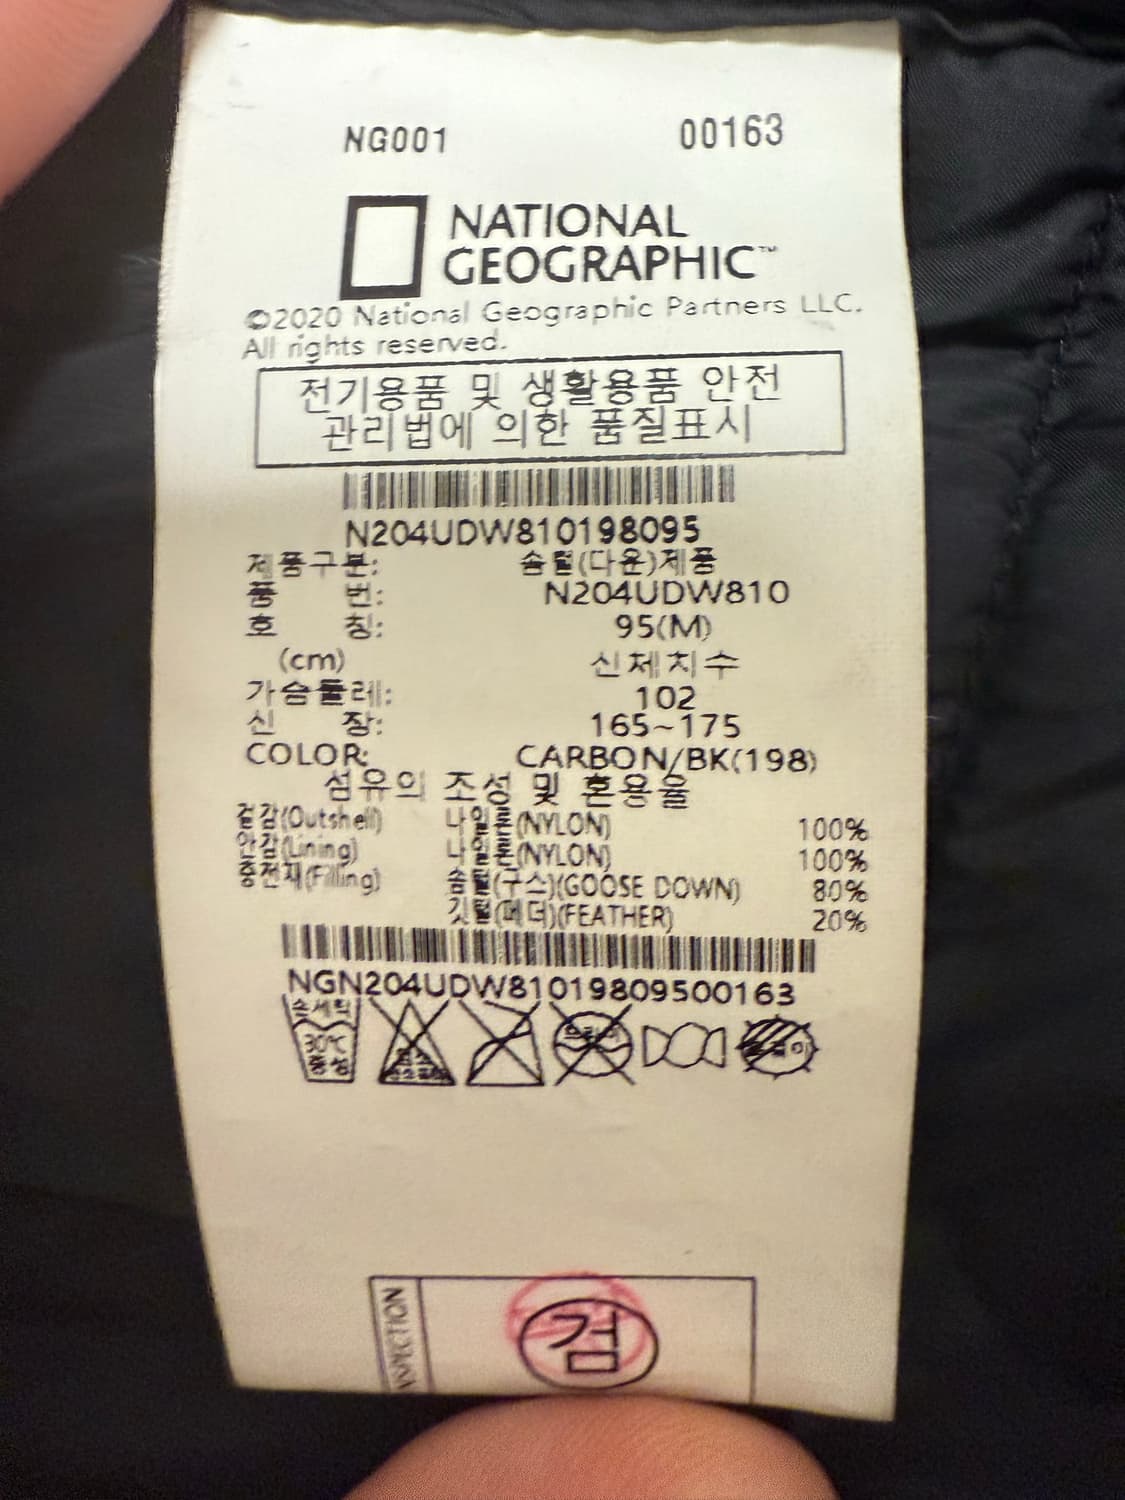 NG001 00163
NATIONAL
GEOGRAPHIC™
©2020 National Geographic Partners LLC.
All rights reserved.
전기용품 및 생활용품 안전
관리법에 의한 품질표시
N204UDW810198095
제품구분: 솜털(다운)제품
품 번: N204UDW810
호 칭: 95(M)
(cm) 신체치수
가슴둘레: 102
신 장: 165~175
COLOR: CARBON/BK(198)
섬유의 조성 및 혼용율
겉감(Outshell) 나일론(NYLON) 100%
안감(Lining) 나일론(NYLON) 100%
충전재(Filling) 솜털(구스)(GOOSE DOWN) 80%
깃털(페더)(FEATHER) 20%
NGN204UDW81019809500163
손세탁
30℃
중성
검